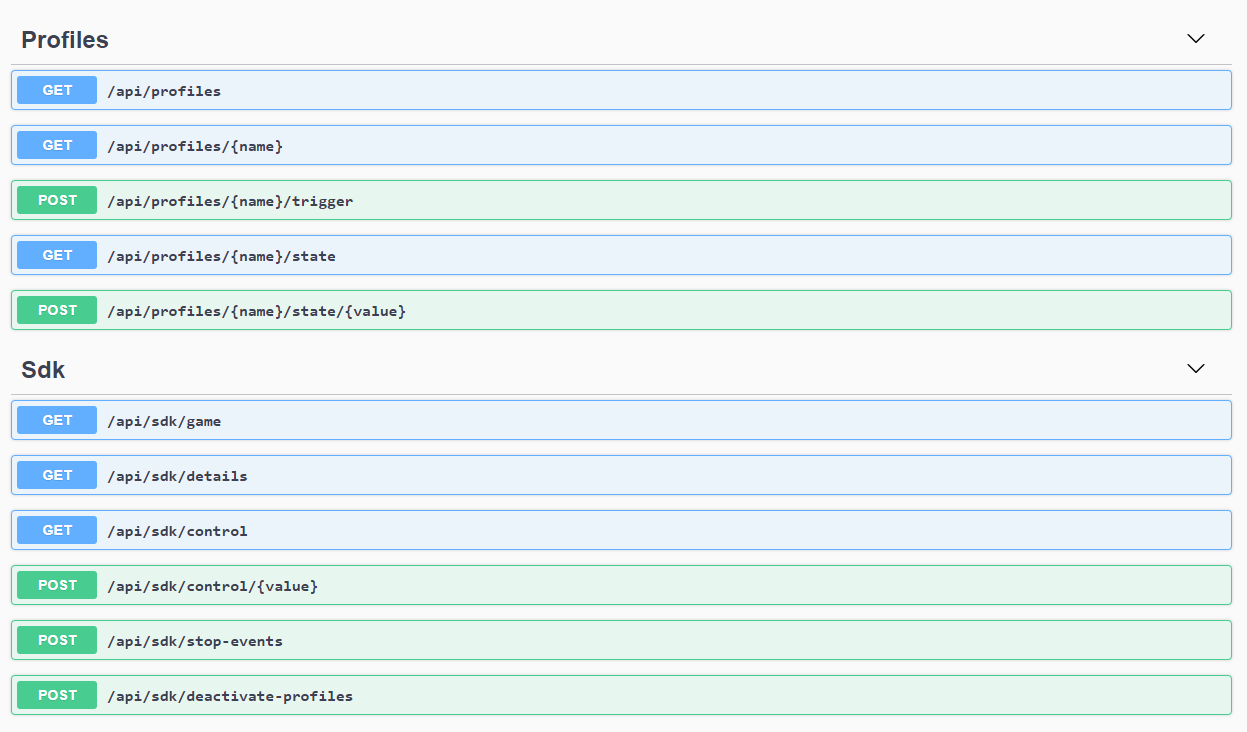 Profiles
GET /api/profiles
GET /api/profiles/{name}
POST /api/profiles/{name}/trigger
GET /api/profiles/{name}/state
POST /api/profiles/{name}/state/{value}
Sdk
GET /api/sdk/game
GET /api/sdk/details
GET /api/sdk/control
POST /api/sdk/control/{value}
POST /api/sdk/stop-events
POST /api/sdk/deactivate-profiles